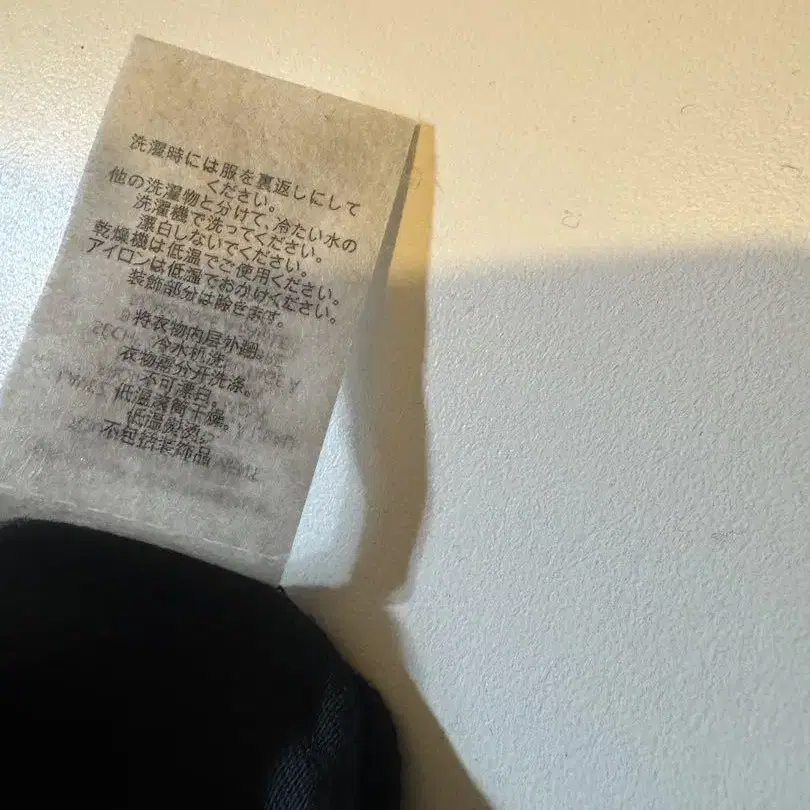 洗濯時には服を裏返しにして
ください。
他の洗濯物と分けて、冷たい水の
洗濯機で洗ってください。
漂白しないでください。
乾燥機は低温でご使用ください。
アイロンは低温でおかけください。
装飾部分は除きます。
将衣物内层外翻。
冷水机洗。
衣物需分开洗涤。
不可漂白。
低温滚筒干燥。
低温熨烫。
不包括装饰品